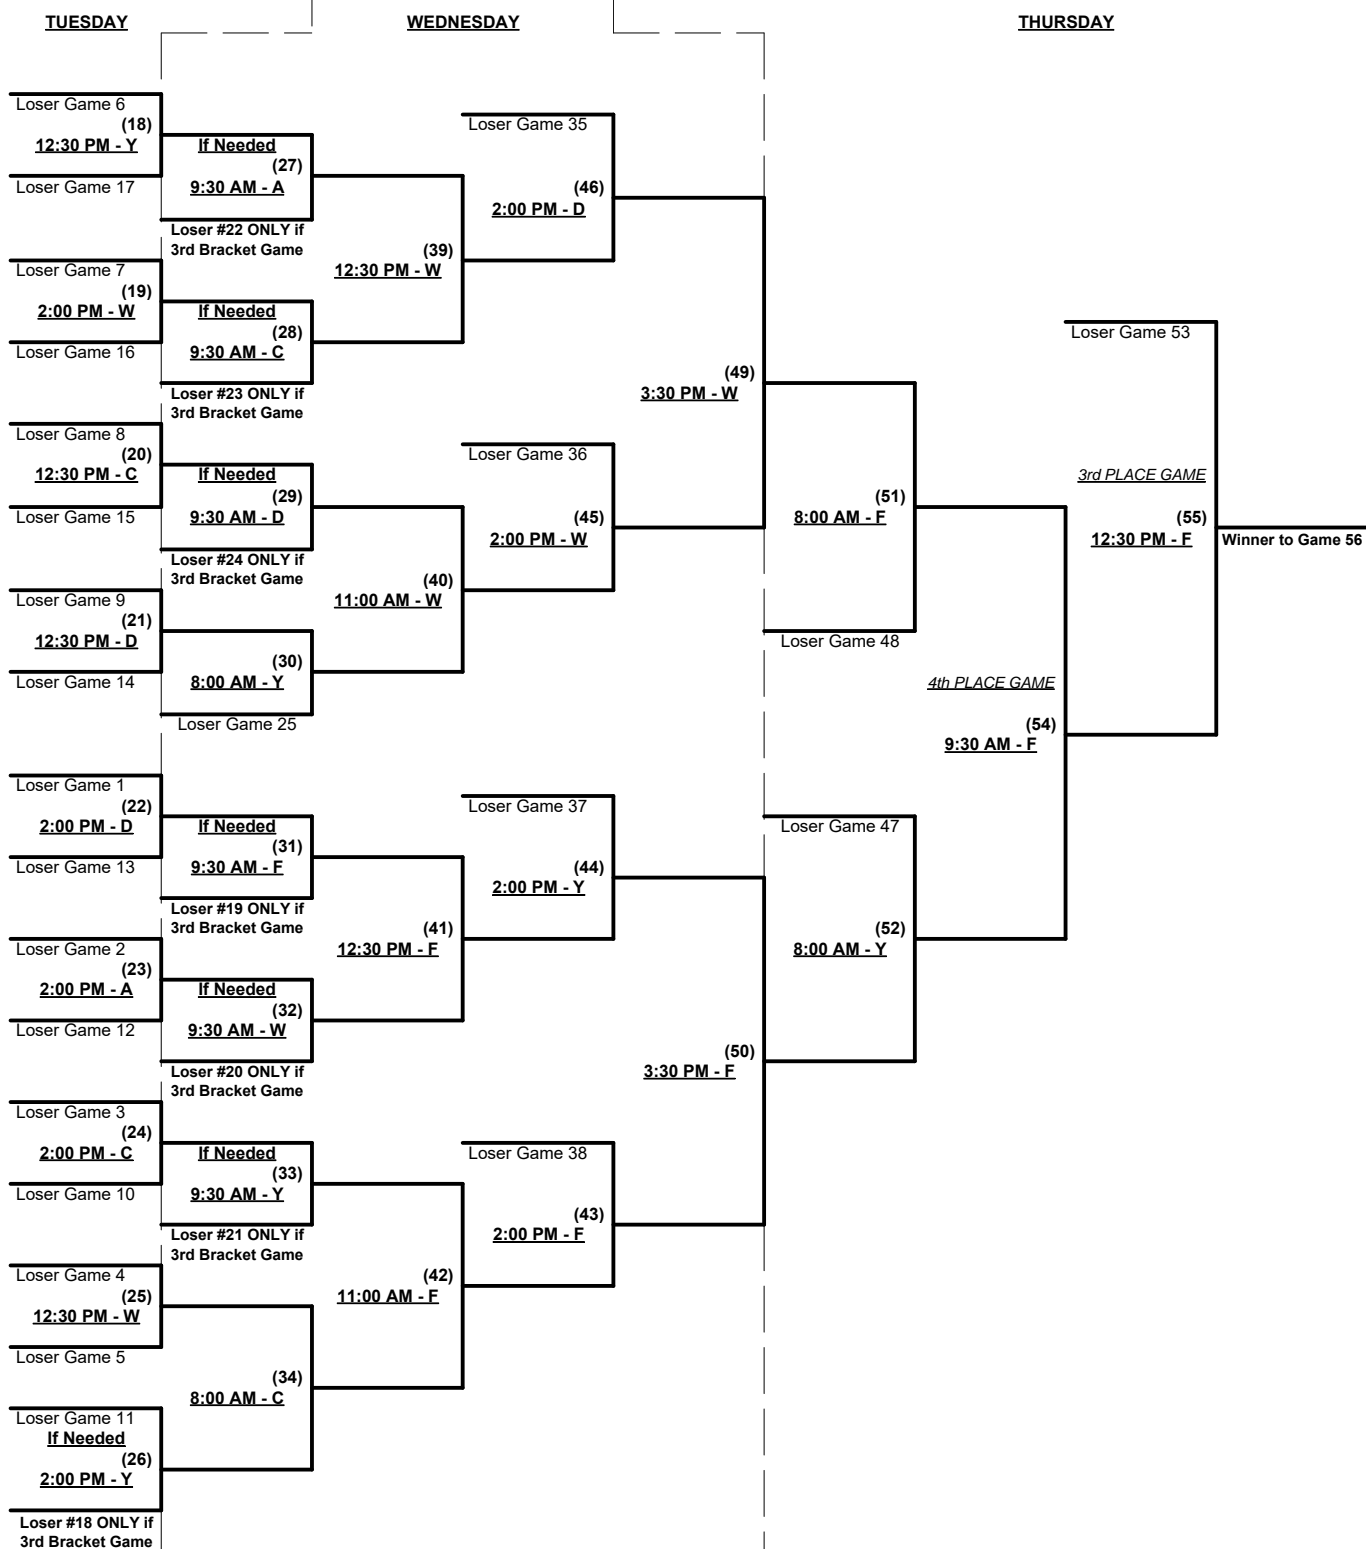 TUESDAY
WEDNESDAY
THURSDAY
Loser Game 6
(18)
12:30 PM - Y
Loser Game 17
If Needed
(27)
9:30 AM - A
Loser #22 ONLY if
3rd Bracket Game
Loser Game 7
(19)
2:00 PM - W
Loser Game 16
If Needed
(28)
9:30 AM - C
Loser #23 ONLY if
3rd Bracket Game
Loser Game 8
(20)
12:30 PM - C
Loser Game 15
If Needed
(29)
9:30 AM - D
Loser #24 ONLY if
3rd Bracket Game
Loser Game 9
(21)
12:30 PM - D
Loser Game 14
(30)
8:00 AM - Y
Loser Game 25
Loser Game 1
(22)
2:00 PM - D
Loser Game 13
If Needed
(31)
9:30 AM - F
Loser #19 ONLY if
3rd Bracket Game
Loser Game 2
(23)
2:00 PM - A
Loser Game 12
If Needed
(32)
9:30 AM - W
Loser #20 ONLY if
3rd Bracket Game
Loser Game 3
(24)
2:00 PM - C
Loser Game 10
If Needed
(33)
9:30 AM - Y
Loser #21 ONLY if
3rd Bracket Game
Loser Game 4
(25)
12:30 PM - W
Loser Game 5
(34)
8:00 AM - C
Loser Game 11
If Needed
(26)
2:00 PM - Y
Loser #18 ONLY if
3rd Bracket Game
(39)
12:30 PM - W
(40)
11:00 AM - W
(41)
12:30 PM - F
(42)
11:00 AM - F
Loser Game 35
(46)
2:00 PM - D
Loser Game 36
(45)
2:00 PM - W
Loser Game 37
(44)
2:00 PM - Y
Loser Game 38
(43)
2:00 PM - F
(49)
3:30 PM - W
(50)
3:30 PM - F
(51)
8:00 AM - F
Loser Game 48
Loser Game 47
(52)
8:00 AM - Y
4th PLACE GAME
(54)
9:30 AM - F
Loser Game 53
3rd PLACE GAME
(55)
12:30 PM - F
Winner to Game 56